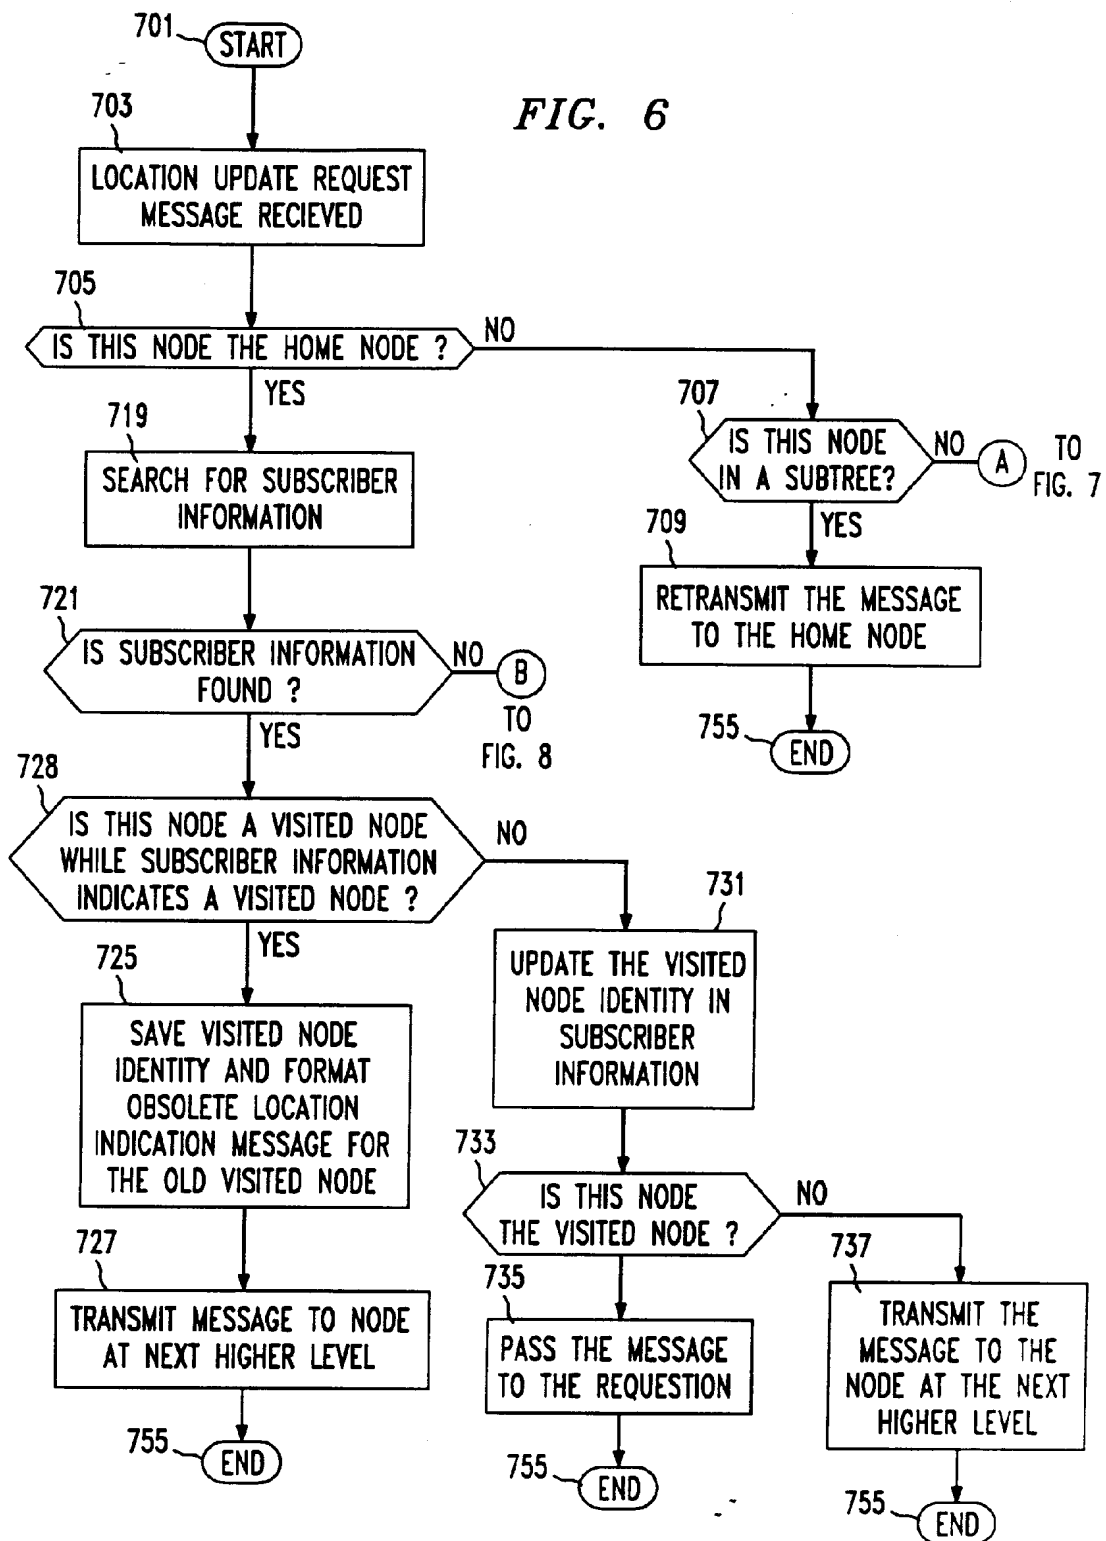 701
START
FIG. 6
703
LOCATION UPDATE REQUEST
MESSAGE RECIEVED
705
IS THIS NODE THE HOME NODE ?
NO
YES
707
IS THIS NODE
IN A SUBTREE?
NO
A
TO
FIG. 7
YES
709
RETRANSMIT THE MESSAGE
TO THE HOME NODE
755
END
719
SEARCH FOR SUBSCRIBER
INFORMATION
721
IS SUBSCRIBER INFORMATION
FOUND ?
NO
B
TO
FIG. 8
YES
728
IS THIS NODE A VISITED NODE
WHILE SUBSCRIBER INFORMATION
INDICATES A VISITED NODE ?
NO
YES
725
SAVE VISITED NODE
IDENTITY AND FORMAT
OBSOLETE LOCATION
INDICATION MESSAGE FOR
THE OLD VISITED NODE
727
TRANSMIT MESSAGE TO NODE
AT NEXT HIGHER LEVEL
755
END
731
UPDATE THE VISITED
NODE IDENTITY IN
SUBSCRIBER
INFORMATION
733
IS THIS NODE
THE VISITED NODE ?
NO
735
PASS THE MESSAGE
TO THE REQUESTION
755
END
737
TRANSMIT THE
MESSAGE TO THE
NODE AT THE NEXT
HIGHER LEVEL
755
END